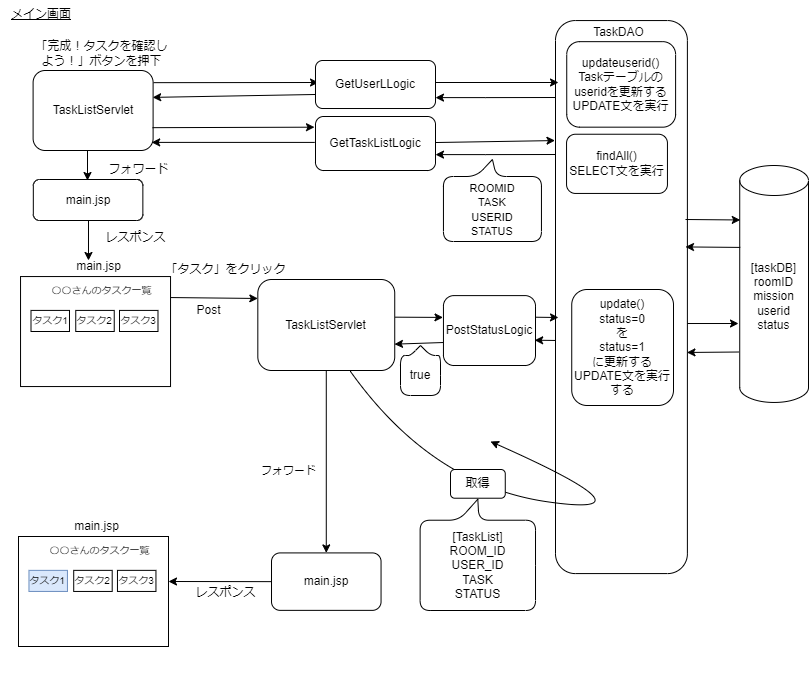 メイン画面
「完成！タスクを確認し
よう！」ボタンを押下
TaskListServlet
GetUserLLogic
GetTaskListLogic
TaskDAO
updateuserid()
Taskテーブルの
useridを更新する
UPDATE文を実行
findAll()
SELECT文を実行
フォワード
main.jsp
ROOMID
TASK
USERID
STATUS
レスポンス
main.jsp
〇〇さんのタスク一覧
タスク1 タスク2 タスク3
「タスク」をクリック
Post
TaskListServlet
PostStatusLogic
true
update()
status=0
を
status=1
に更新する
UPDATE文を実行
する
[taskDB]
roomID
mission
userid
status
フォワード
取得
[TaskList]
ROOM_ID
USER_ID
TASK
STATUS
main.jsp
レスポンス
main.jsp
〇〇さんのタスク一覧
タスク1 タスク2 タスク3